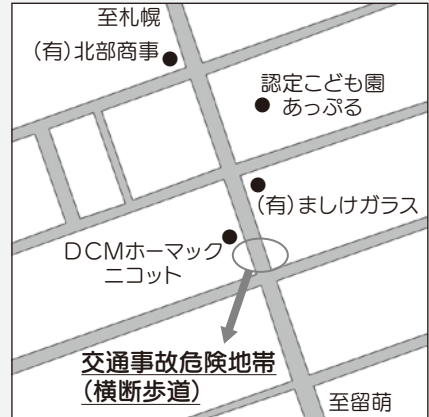 至札幌
(有)北部商事
認定こども園
あっぷる
(有)ましけガラス
DCMホーマック
ニコット
交通事故危険地帯
(横断歩道)
至留萌